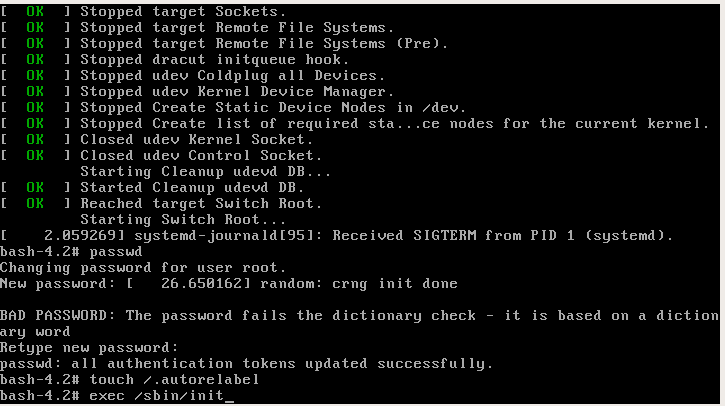 [  OK  ] Stopped target Sockets.
[  OK  ] Stopped target Remote File Systems.
[  OK  ] Stopped target Remote File Systems (Pre).
[  OK  ] Stopped dracut initqueue hook.
[  OK  ] Stopped udev Coldplug all Devices.
[  OK  ] Stopped udev Kernel Device Manager.
[  OK  ] Stopped Create Static Device Nodes in /dev.
[  OK  ] Stopped Create list of required sta...ce nodes for the current kernel.
[  OK  ] Closed udev Kernel Socket.
[  OK  ] Closed udev Control Socket.
         Starting Cleanup udevd DB...
[  OK  ] Started Cleanup udevd DB.
[  OK  ] Reached target Switch Root.
         Starting Switch Root...
[    2.059269] systemd-journald[95]: Received SIGTERM from PID 1 (systemd).
bash-4.2# passwd
Changing password for user root.
New password: [   26.650162] random: crng init done
BAD PASSWORD: The password fails the dictionary check - it is based on a diction
ary word
Retype new password:
passwd: all authentication tokens updated successfully.
bash-4.2# touch /.autorelabel
bash-4.2# exec /sbin/init_